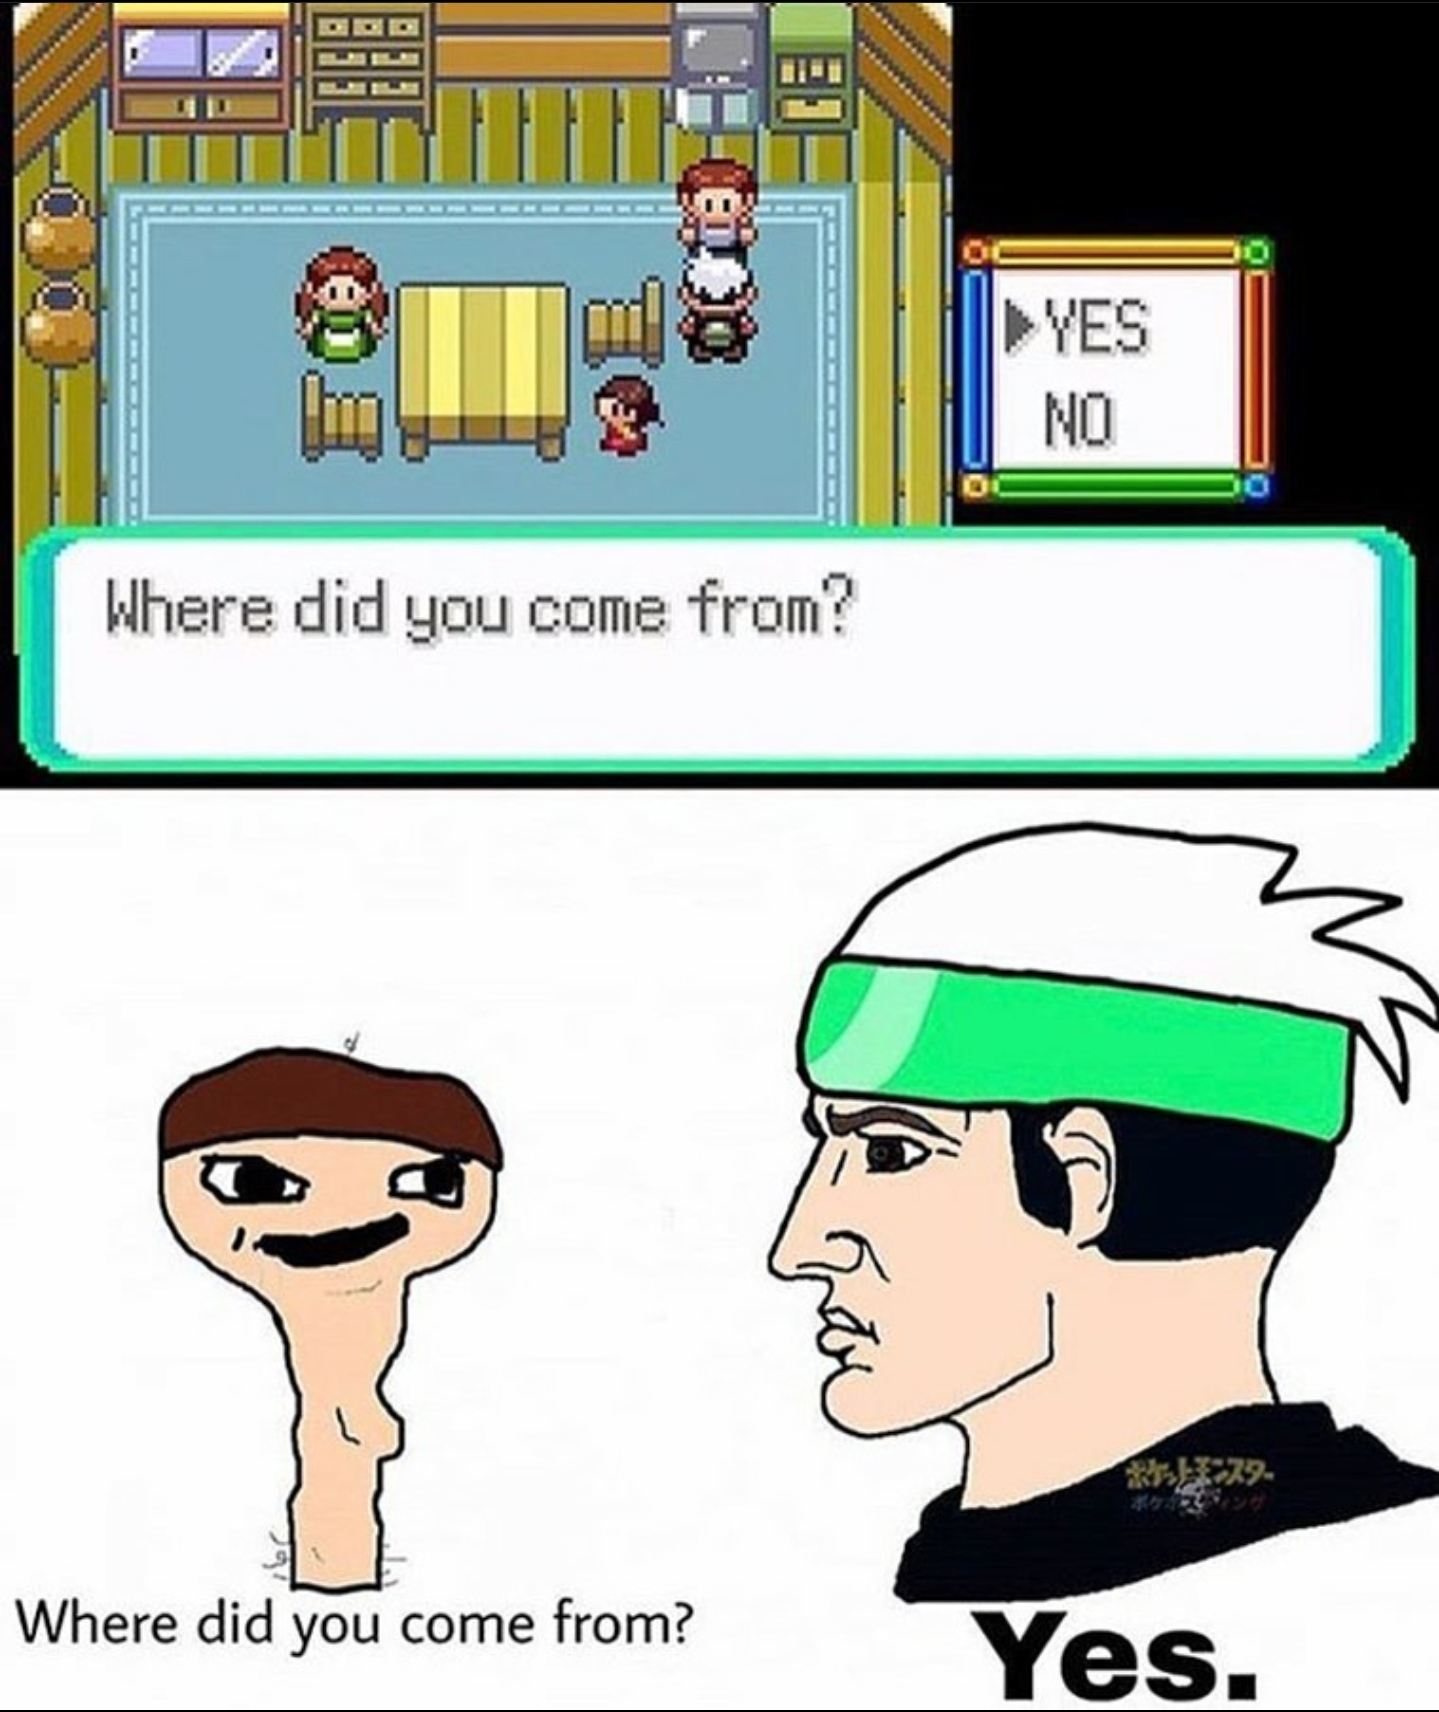 YES
NO
Where did you come from?
ポケットモンスター
Where did you come from?
Yes.